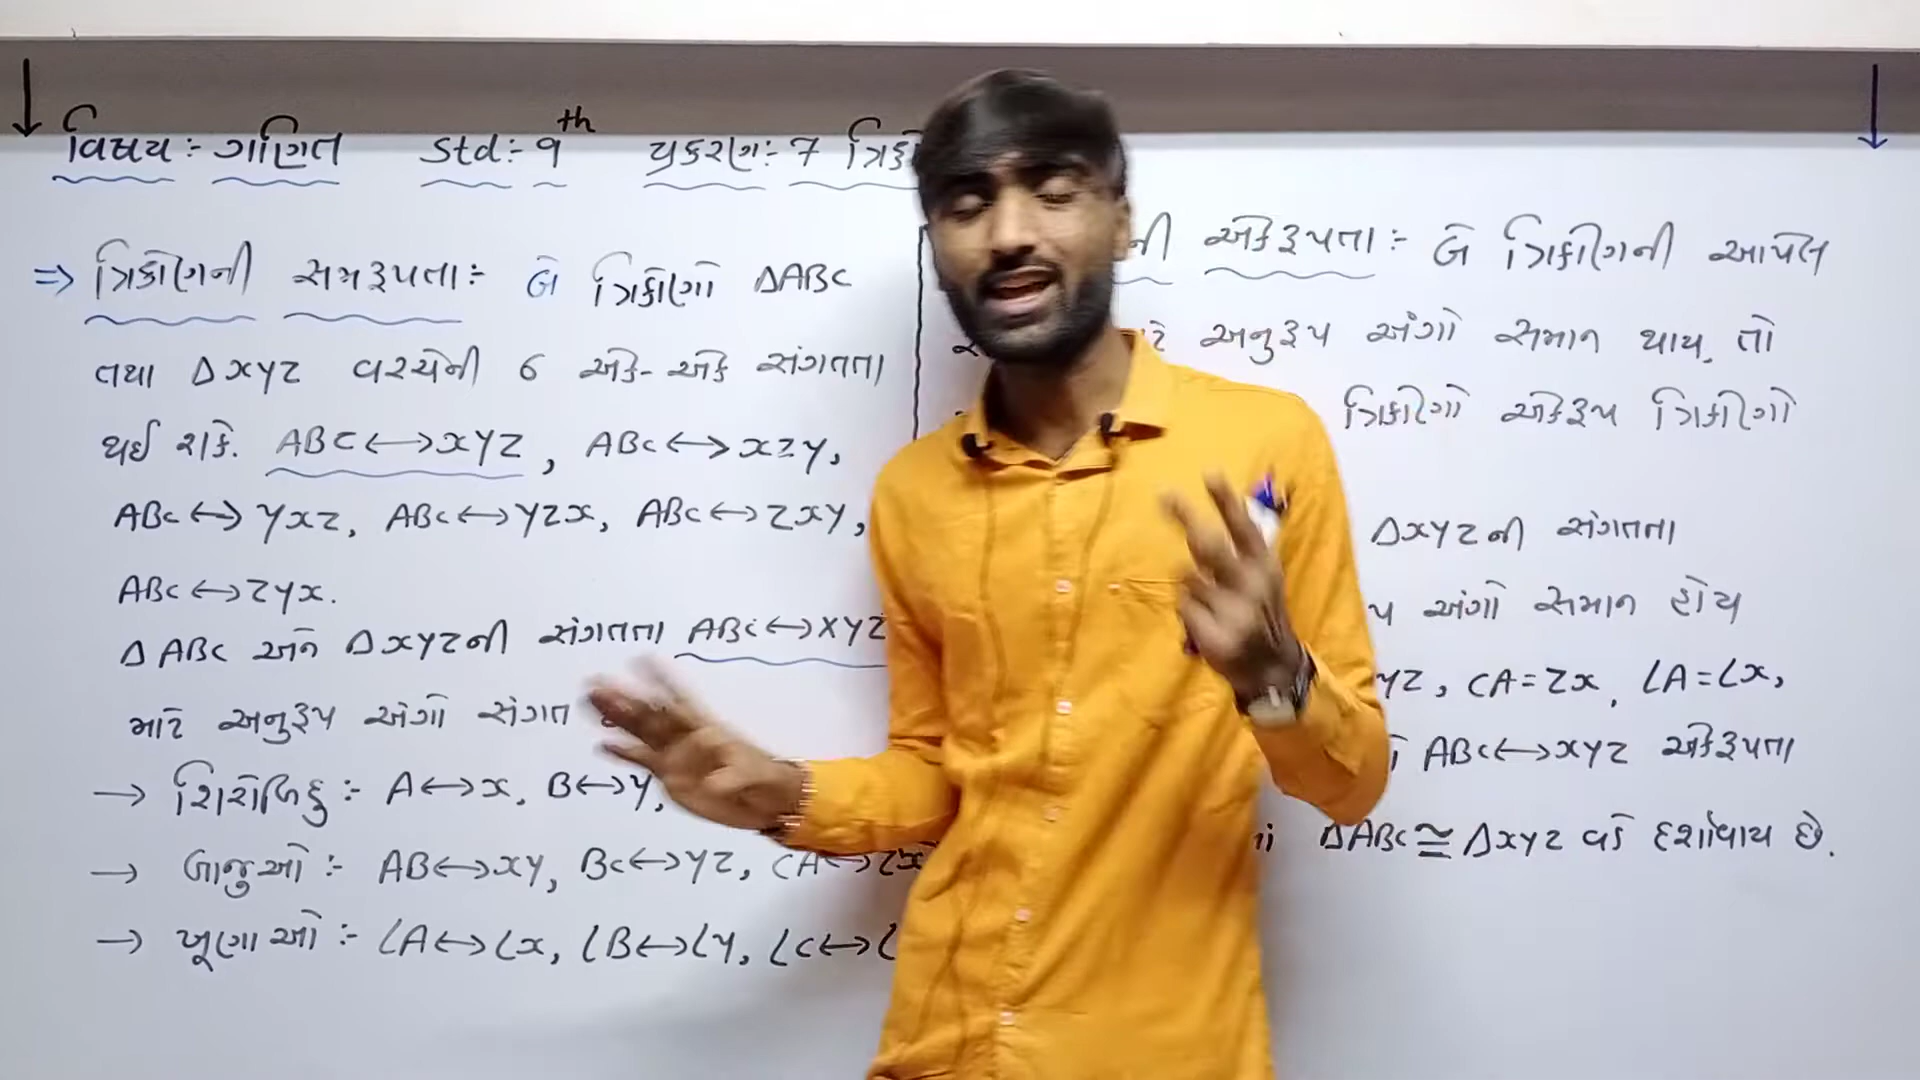 વિષય :- ગણિત std :- 9th પ્રકરણ :- 7
⇒ ત્રિકોણની સમરૂપતા :- બે ત્રિકોણો ΔABC
તથા ΔXYZ વચ્ચેની 6 એક-એક સંગતતા
થઈ શકે. ABC ↔ XYZ, ABC ↔ XZY,
ABC ↔ YXZ, ABC ↔ YZX, ABC ↔ ZXY,
ABC ↔ ZYX.
ΔABC અને ΔXYZની સંગતતા ABC ↔ XYZ
માટે અનુરૂપ અંગો સંગત
→ શિરોબિંદુ :- A ↔ X, B ↔ Y,
→ બાજુઓ :- AB ↔ XY, BC ↔ YZ, CA ↔ ZX
→ ખૂણાઓ :- ∠A ↔ ∠X, ∠B ↔ ∠Y, ∠C ↔ ∠
ની એકરૂપતા :- બે ત્રિકોણની આપેલ
અનુરૂપ અંગો સમાન થાય, તો
ત્રિકોણો એકરૂપ ત્રિકોણો
ΔXYZની સંગતતા
અંગો સમાન હોય
YZ, CA = ZX, ∠A = ∠X,
ABC ↔ XYZ એકરૂપતા
ΔABC ≅ ΔXYZ વડે દર્શાવાય છે.